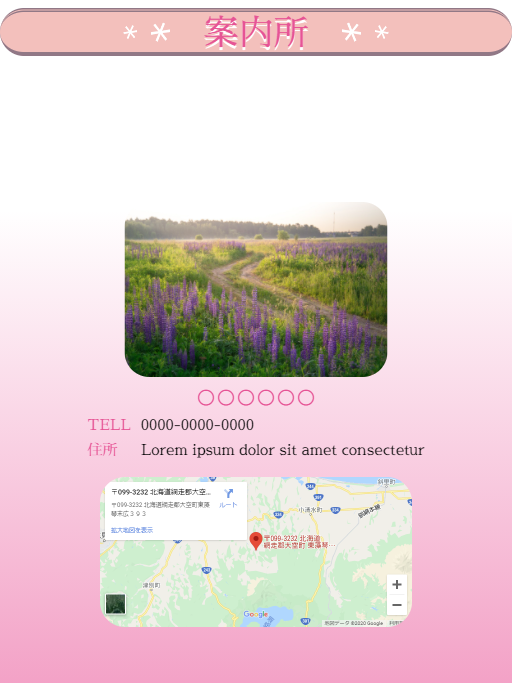 案内所
○○○○○○
TELL 0000-0000-0000
住所 Lorem ipsum dolor sit amet consectetur
〒099-3232 北海道網走郡大空...
〒099-3232 北海道網走郡大空町東藻琴末広３９３
ルート
拡大地図を表示
斜里町
小清水町
釧網本線
〒099-3232 北海道
網走郡大空町 東藻琴…
津別町
Google
地図データ ©2020 Google